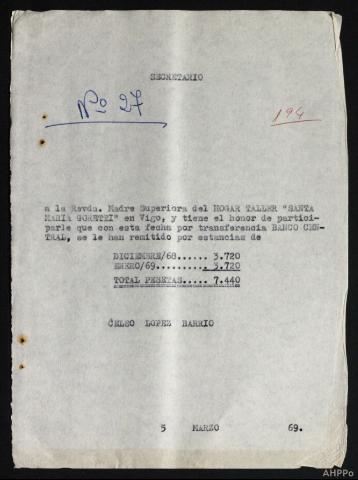 SECRETARIO
Nº 27
194
a la Revdª. Madre Superiora del HOGAR TALLER "SANTA
MARIA GORETTI" en Vigo, y tiene el honor de partici-
parle que con esta fecha por transferencia BANCO CEN-
TRAL, se le han remitido por estancias de
DICIEMBRE/68...... 3.720
ENERO/69......... 3.720
TOTAL PESETAS..... 7.440
CELSO LOPEZ BARRIO
5 MARZO 69.
AHPPo